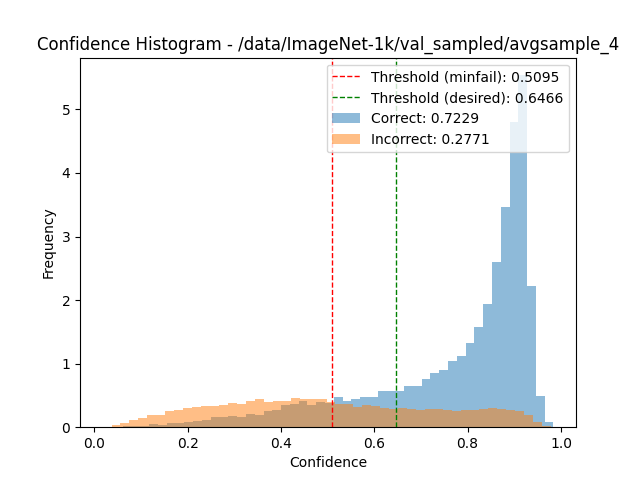 Confidence Histogram - /data/ImageNet-1k/val_sampled/avgsample_4
Threshold (minfail): 0.5095
Threshold (desired): 0.6466
Correct: 0.7229
Incorrect: 0.2771
Frequency
5
4
3
2
1
0
0.0 0.2 0.4 0.6 0.8 1.0
Confidence